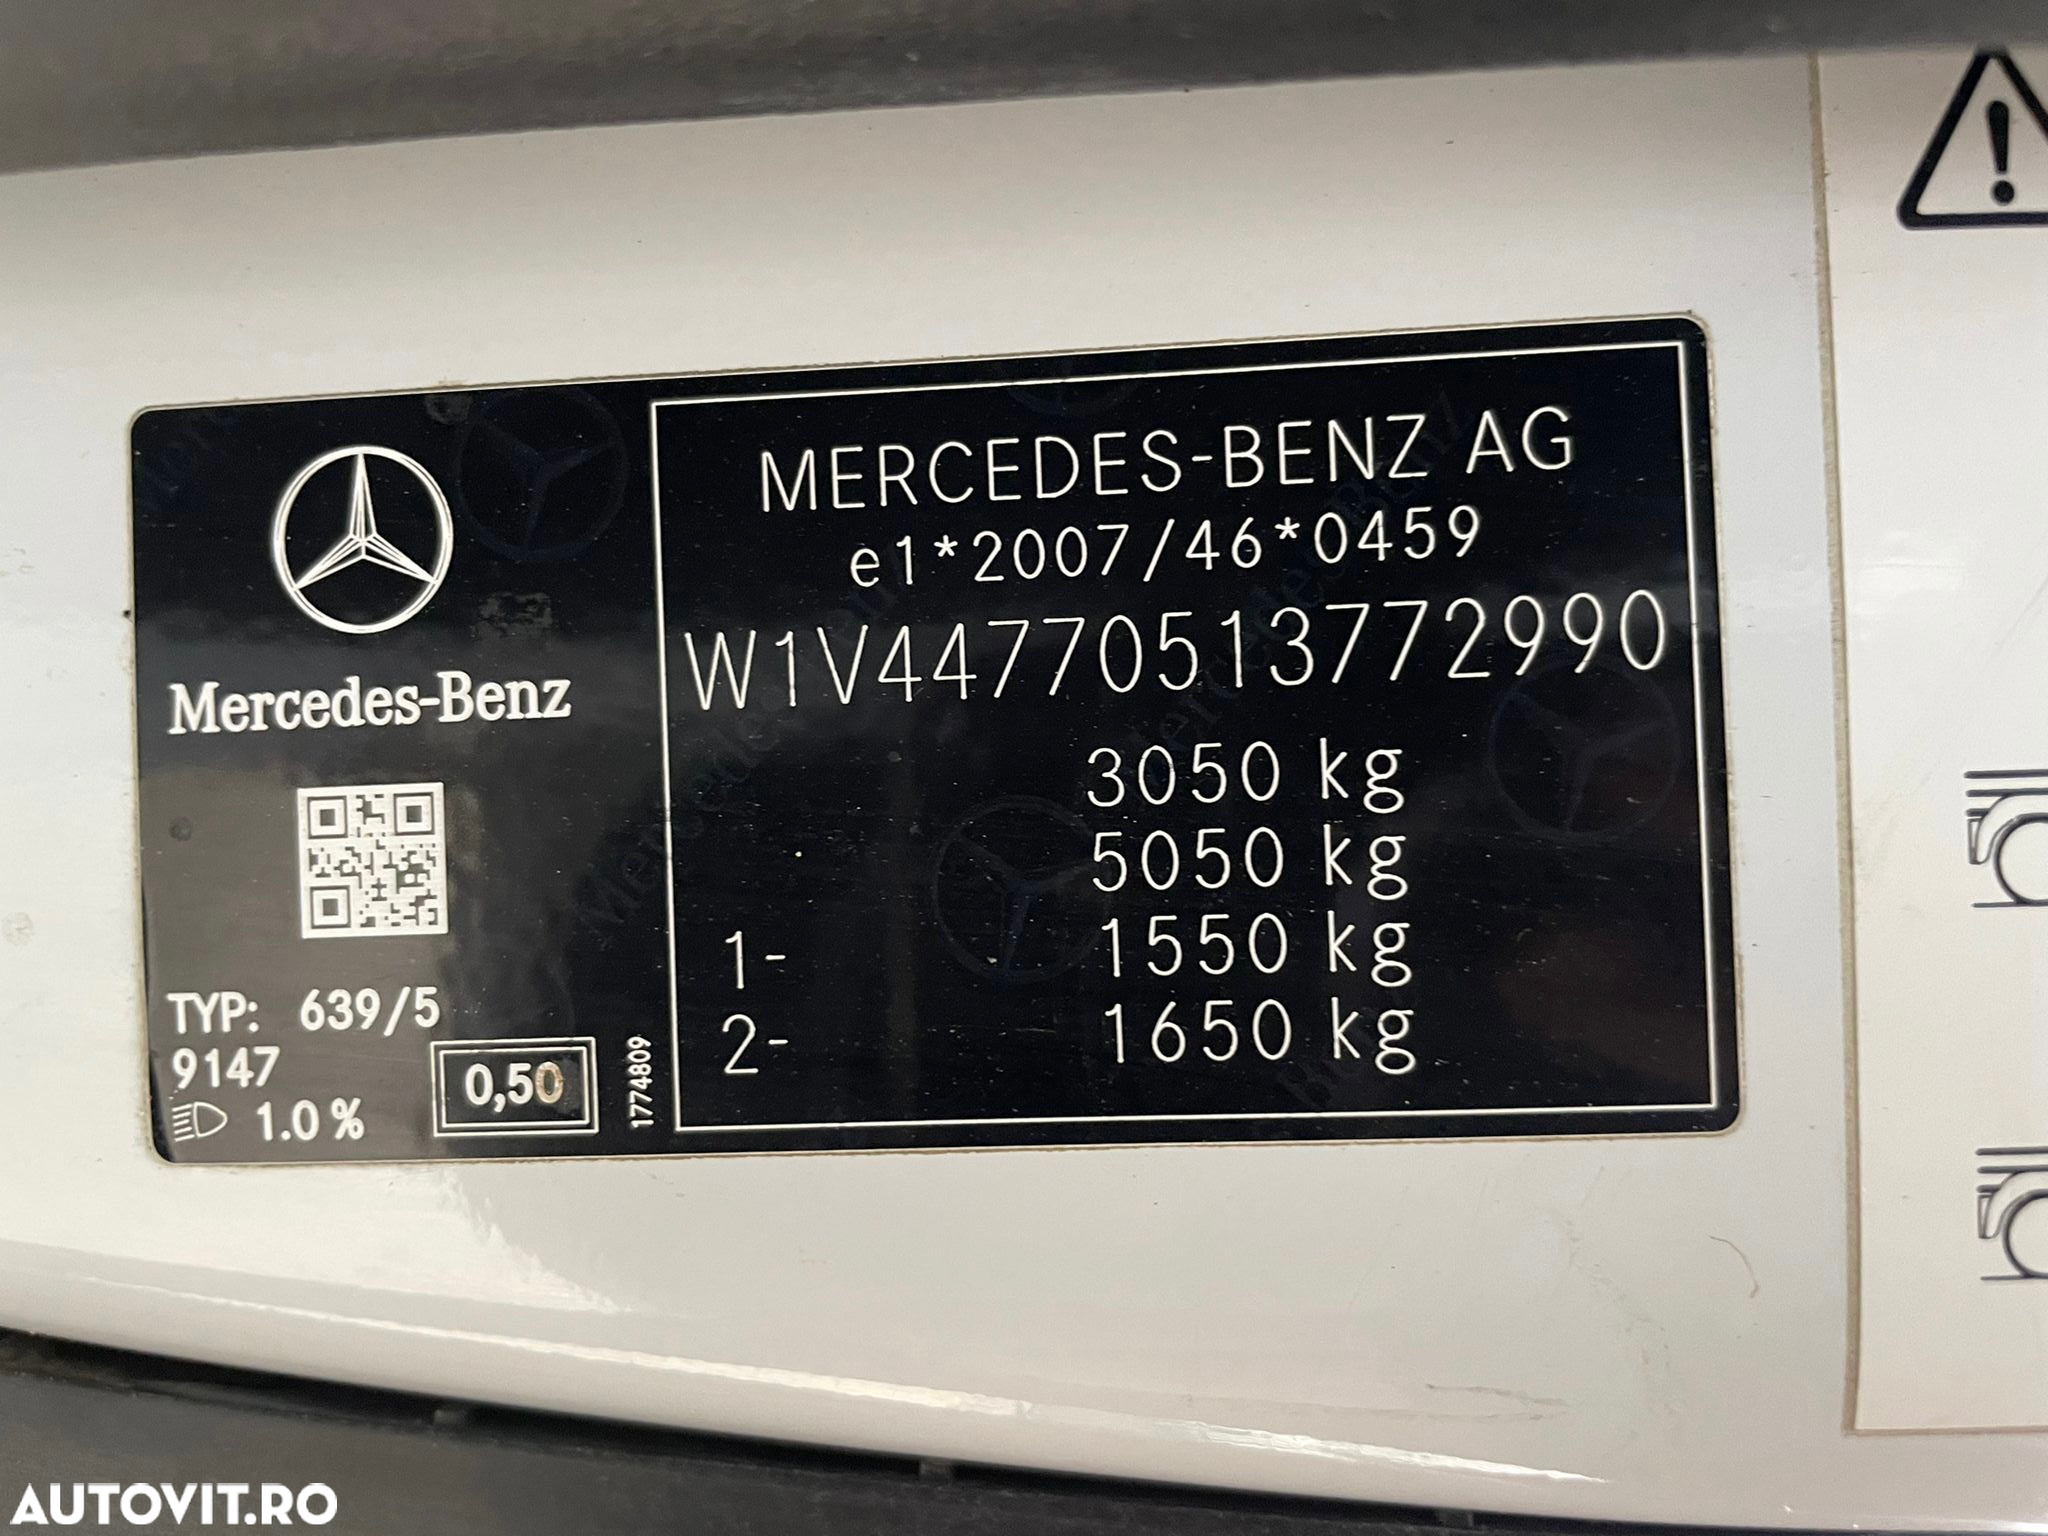 Mercedes-Benz
TYP: 639/5
9147
1.0 %
0,50
1774809
MERCEDES-BENZ AG
e1*2007/46*0459
W1V44770513772990
3050 kg
5050 kg
1- 1550 kg
2- 1650 kg
AUTOVIT.RO